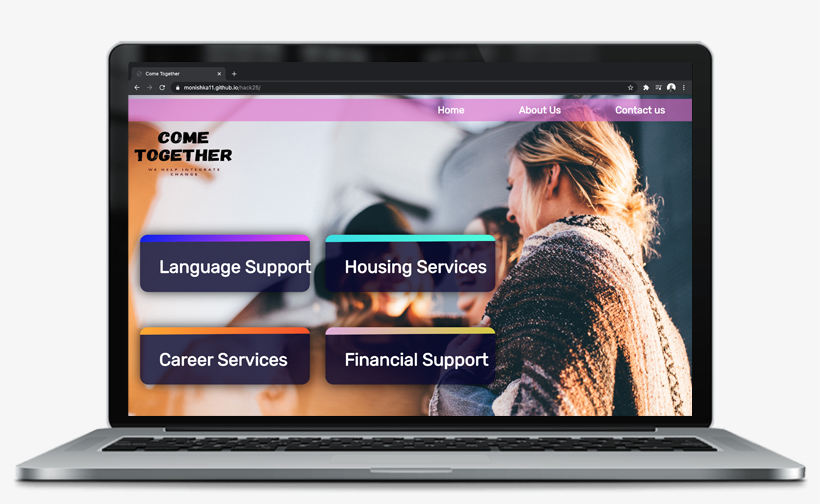 Come Together
monishka11.github.io/hack25/
Home About Us Contact us
COME
TOGETHER
WE HELP INTEGRATE
CHANGE
Language Support Housing Services
Career Services Financial Support